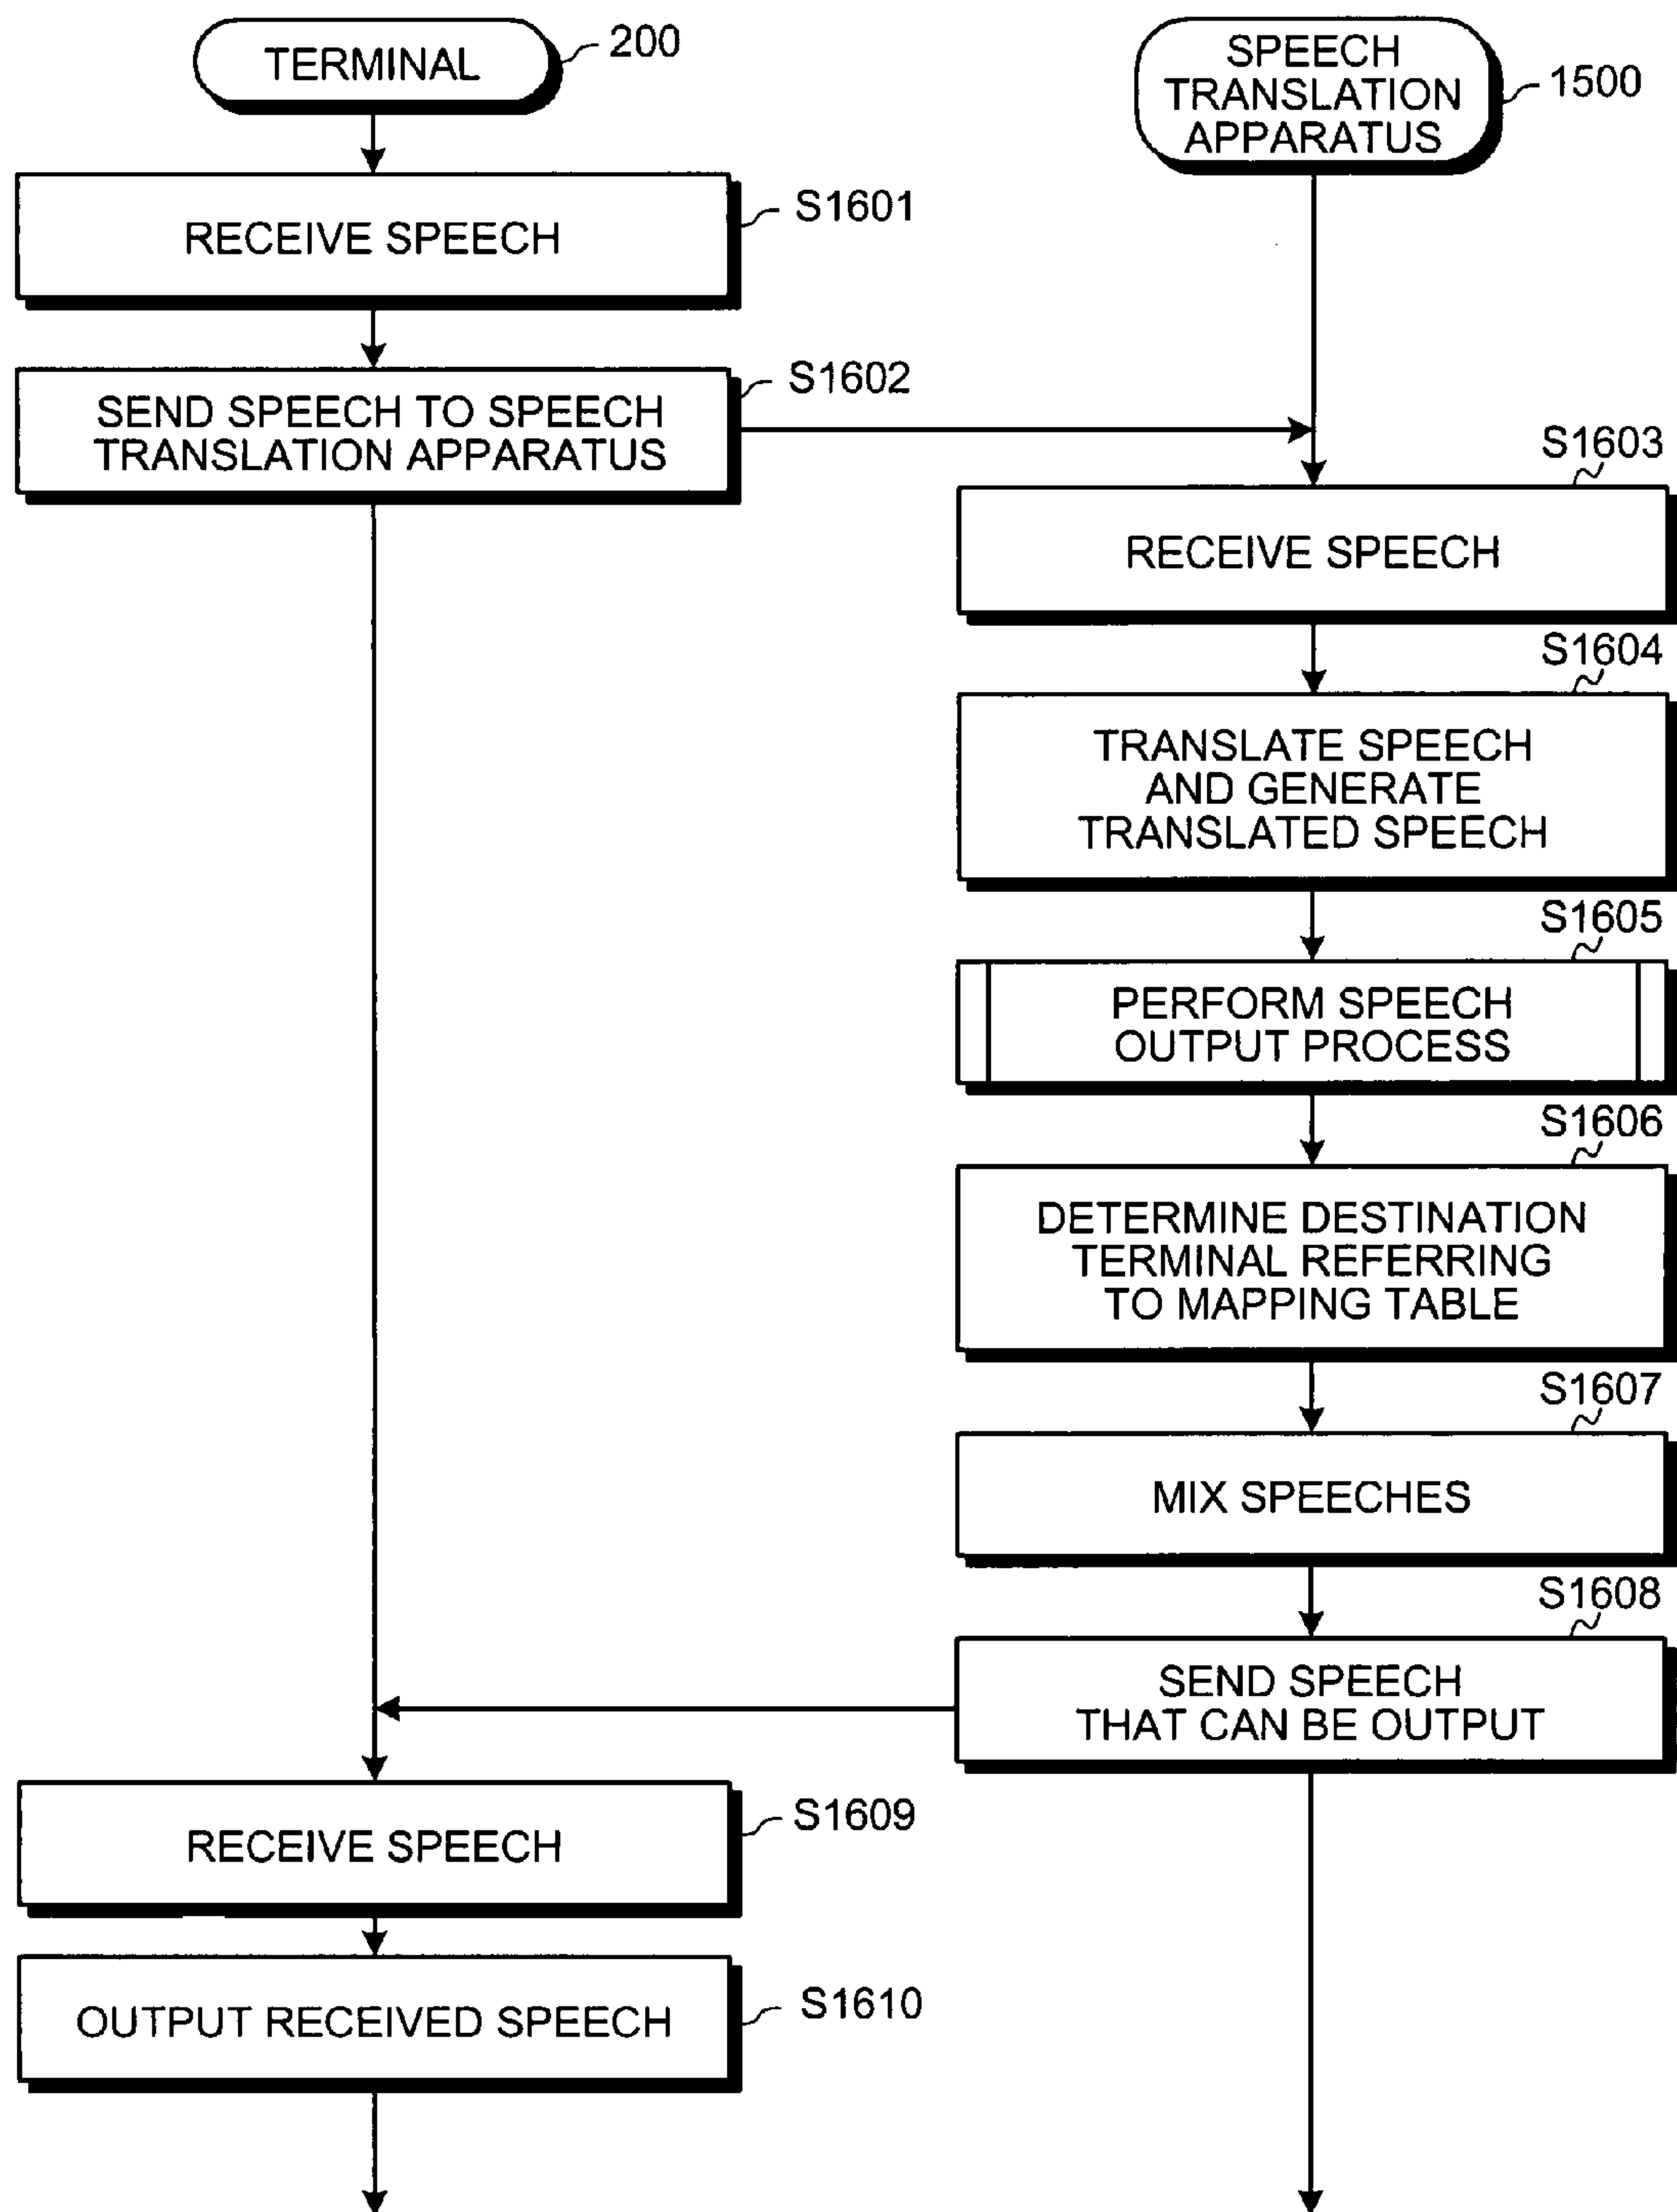 TERMINAL
200
SPEECH
TRANSLATION
APPARATUS
1500
RECEIVE SPEECH
S1601
SEND SPEECH TO SPEECH
TRANSLATION APPARATUS
S1602
S1603
RECEIVE SPEECH
S1604
TRANSLATE SPEECH
AND GENERATE
TRANSLATED SPEECH
S1605
PERFORM SPEECH
OUTPUT PROCESS
S1606
DETERMINE DESTINATION
TERMINAL REFERRING
TO MAPPING TABLE
S1607
MIX SPEECHES
S1608
SEND SPEECH
THAT CAN BE OUTPUT
RECEIVE SPEECH
S1609
OUTPUT RECEIVED SPEECH
S1610